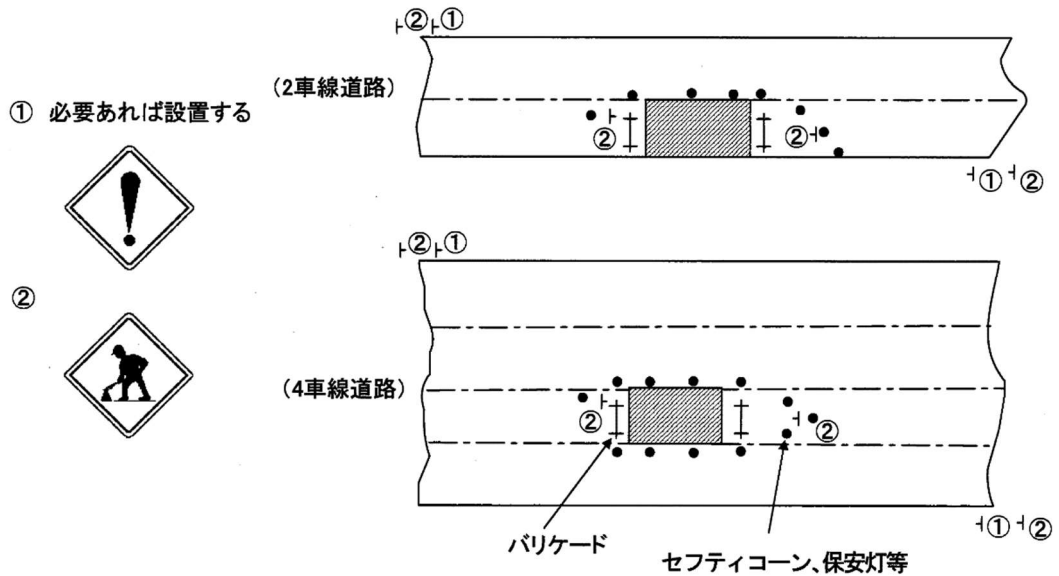 ②①
(2車線道路)
① 必要あれば設置する
②
②
①②
②①
②
(4車線道路)
②
②
①②
バリケード
セフティコーン、保安灯等